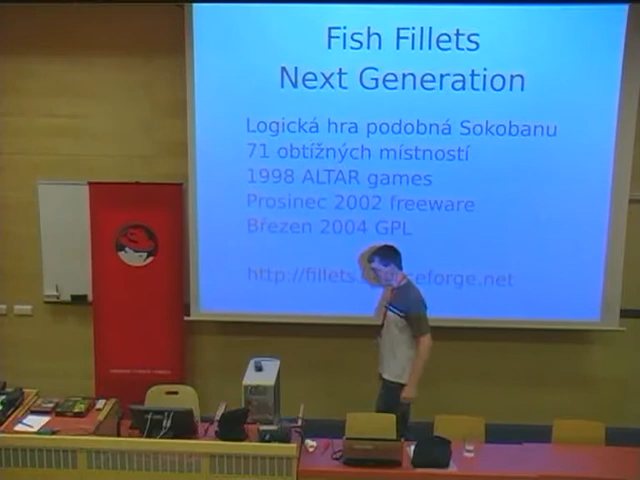 Fish Fillets
Next Generation
Logická hra podobná Sokobanu
71 obtížných místností
1998 ALTAR games
Prosinec 2002 freeware
Březen 2004 GPL
http://fillets. sourceforge.net